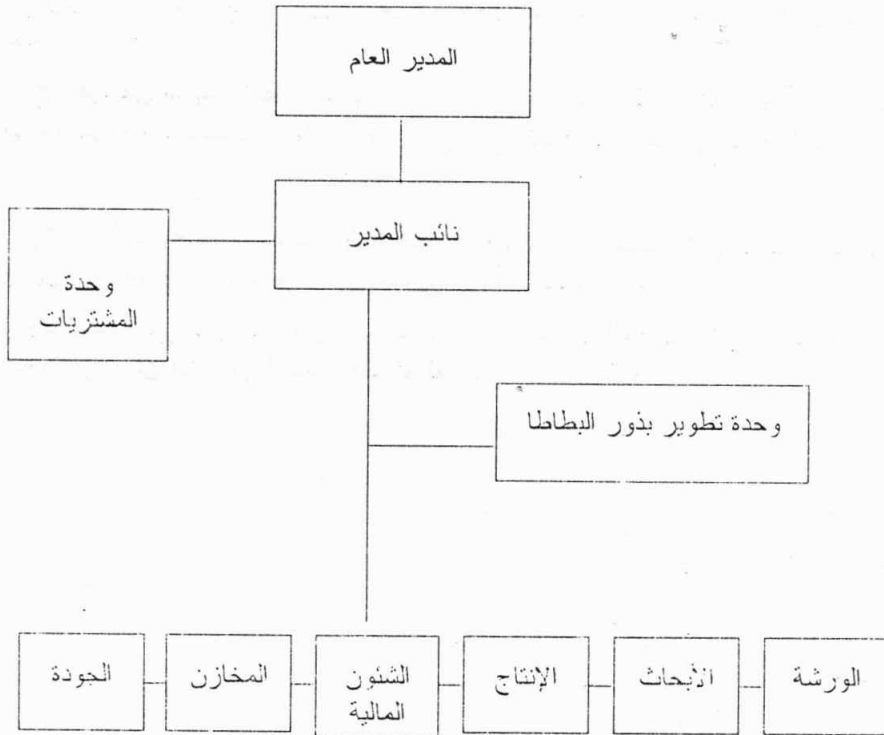 المدير العام
نائب المدير
وحدة
المشتريات
وحدة تطوير بذور البطاطا
الورشة
الأبحاث
الإنتاج
الشئون
المالية
المخازن
الجودة